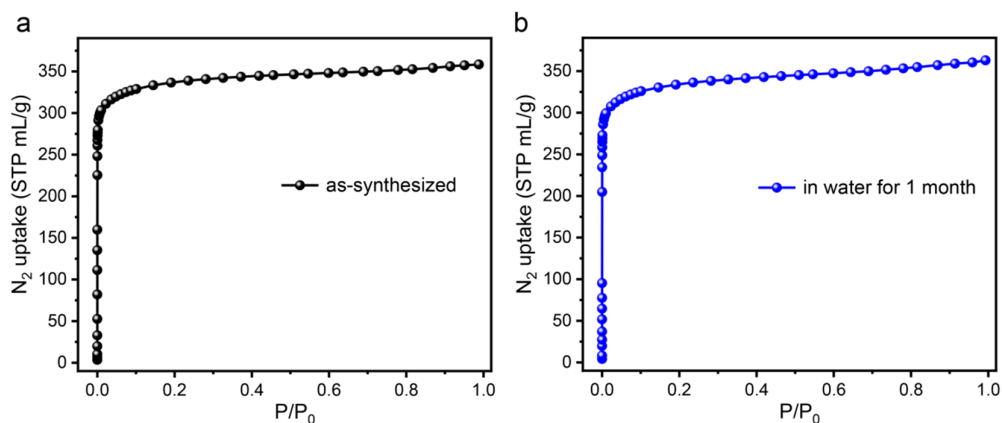 a
N₂ uptake (STP mL/g)
350
300
250
200
150
100
50
0
as-synthesized
0.0 0.2 0.4 0.6 0.8 1.0
P/P₀
b
N₂ uptake (STP mL/g)
350
300
250
200
150
100
50
0
in water for 1 month
0.0 0.2 0.4 0.6 0.8 1.0
P/P₀